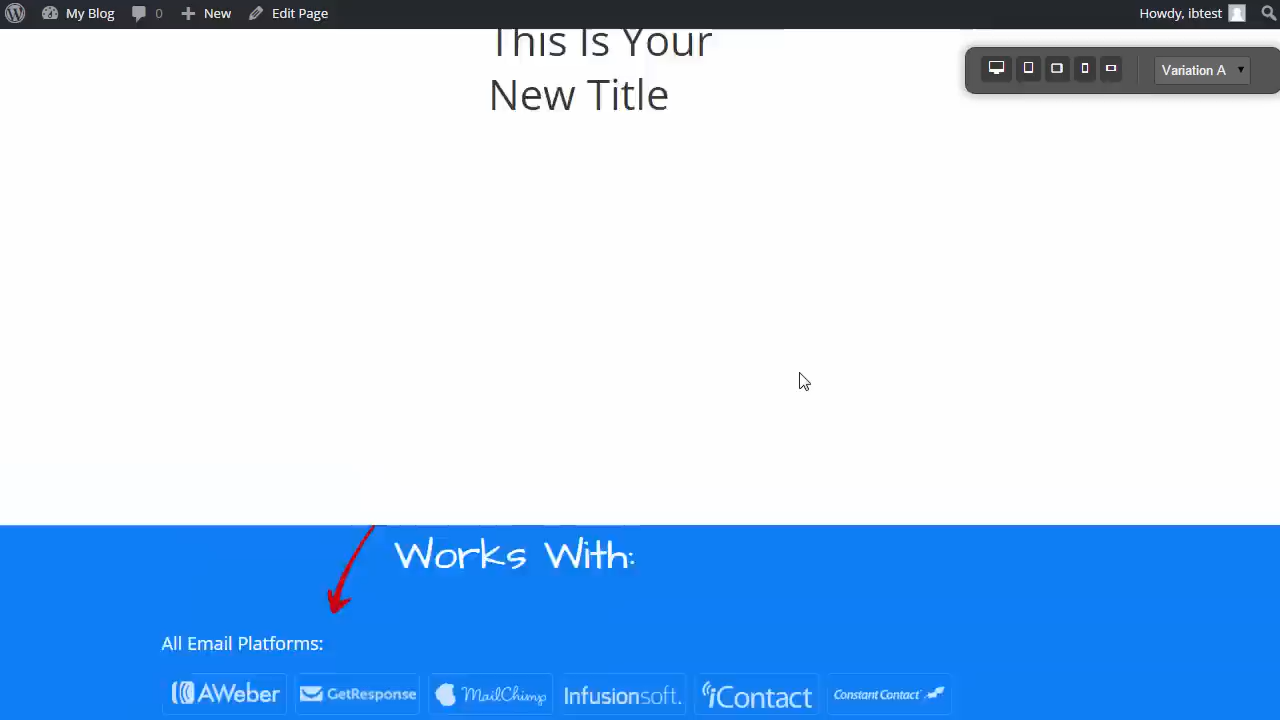 My Blog 0 New Edit Page Howdy, ibtest
This Is Your
New Title
Variation A
Works With:
All Email Platforms:
AWeber GetResponse MailChimp Infusionsoft. iContact Constant Contact